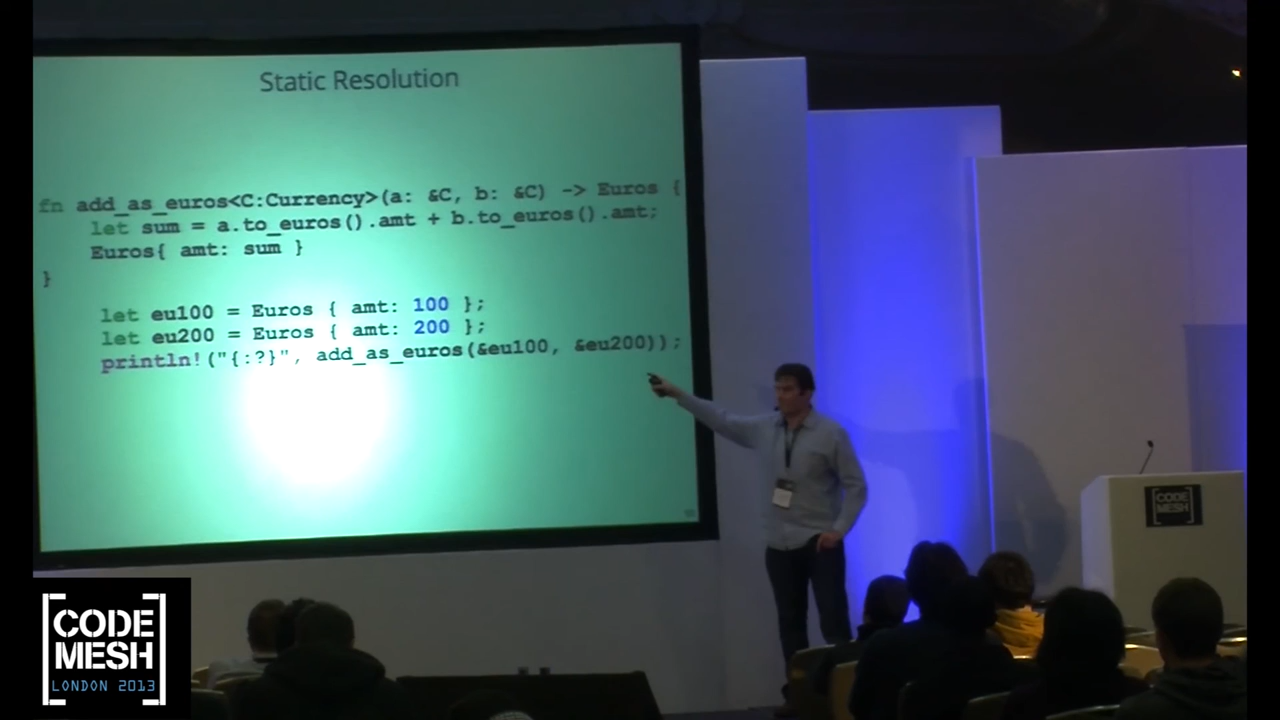 Static Resolution
fn add_as_euros<C:Currency>(a: &C, b: &C) -> Euros {
let sum = a.to_euros().amt + b.to_euros().amt;
Euros{ amt: sum }
}
let eu100 = Euros { amt: 100 };
let eu200 = Euros { amt: 200 };
println!("{:?}", add_as_euros(&eu100, &eu200));
CODE
MESH
CODE
MESH
LONDON 2013